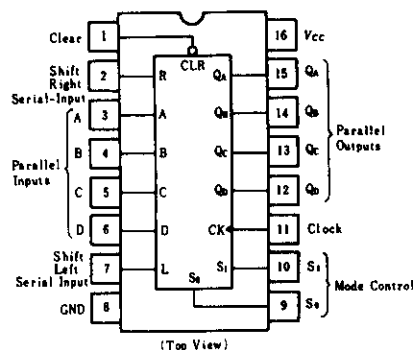 Clear 1
CLR
16 Vcc
Shift
Right 2 R QA 15 QA
Serial-Input
A 3 A QB 14 QB
B 4 B QC 13 QC
Parallel
Inputs
Parallel
Outputs
C 5 C QD 12 QD
D 6 D CK 11 Clock
Shift
Left 7 L S1 10 S1
Serial Input
S0
Mode Control
GND 8 9 S0
(Top View)